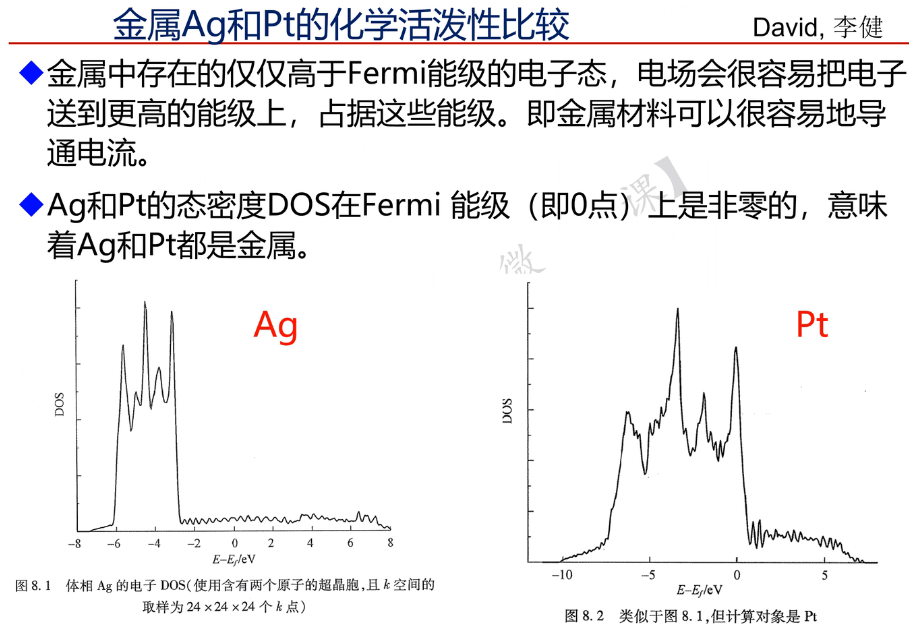 金属Ag和Pt的化学活泼性比较
David, 李健
金属中存在的仅仅高于Fermi能级的电子态，电场会很容易把电子
送到更高的能级上，占据这些能级。即金属材料可以很容易地导
通电流。
Ag和Pt的态密度DOS在Fermi 能级（即0点）上是非零的，意味
着Ag和Pt都是金属。
微 课】
Ag
DOS
-8 -6 -4 -2 0 2 4 6 8
E-Ef/eV
图 8.1 体相 Ag 的电子 DOS(使用含有两个原子的超晶胞,且 k 空间的
取样为 24×24×24 个 k 点)
Pt
DOS
-10 -5 0 5
E-Ef/eV
图 8.2 类似于图 8.1,但计算对象是 Pt